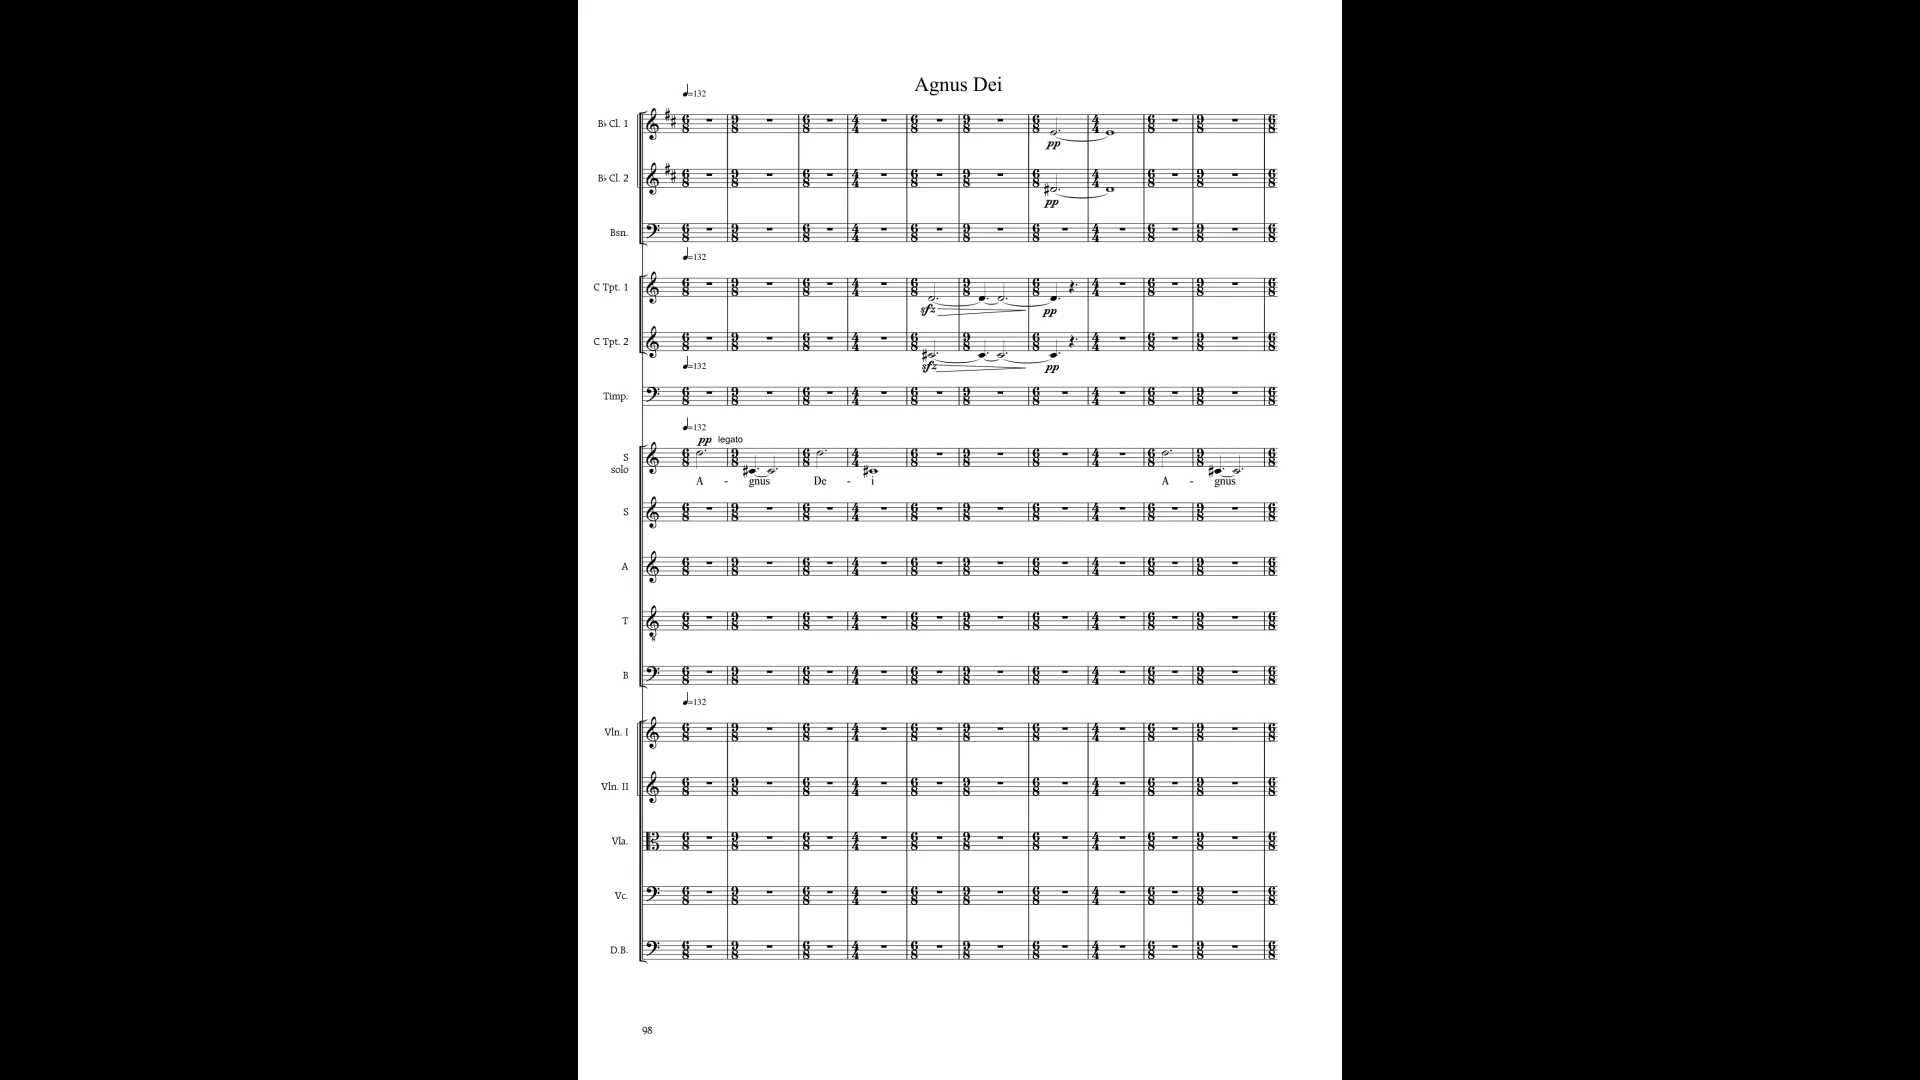 Agnus Dei
=132
B♭ Cl. 1
pp
B♭ Cl. 2
pp
Bsn.
=132
C Tpt. 1
sfz pp
C Tpt. 2
sfz pp
=132
Timp.
=132
pp legato
S
solo
A - gnus De - i A - gnus
S
A
T
B
=132
Vln. I
Vln. II
Vla.
Vc.
D.B.
98